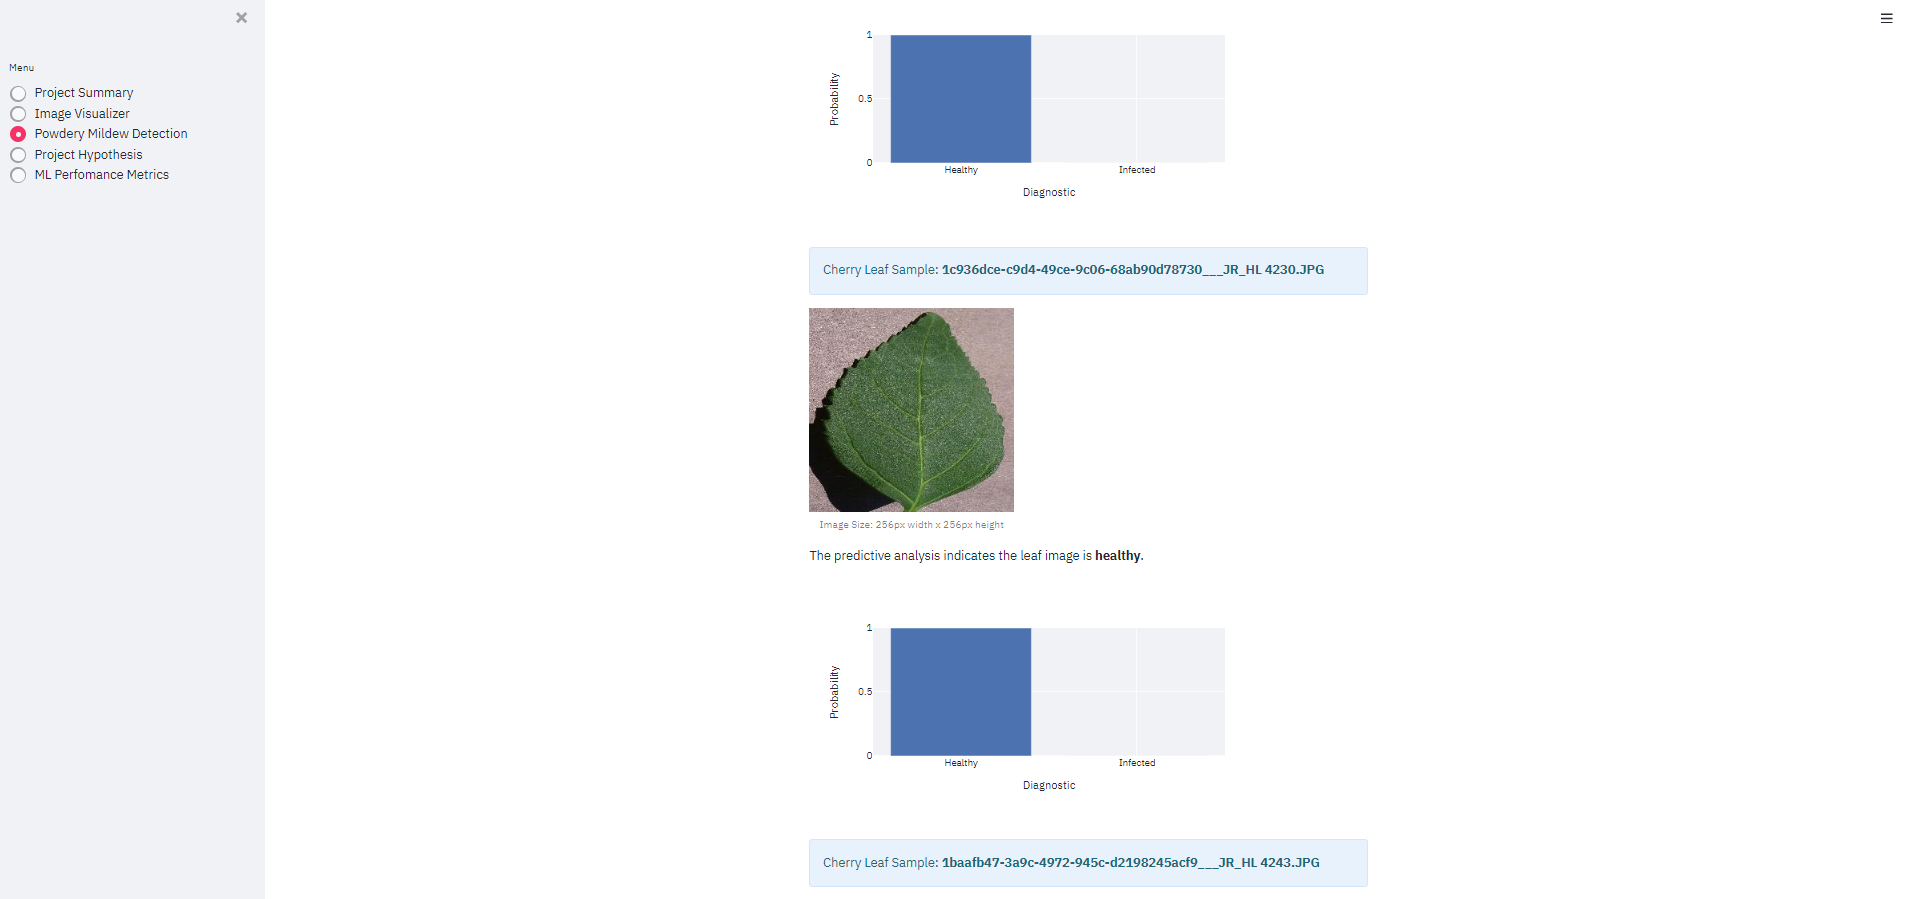 Menu
Project Summary
Image Visualizer
Powdery Mildew Detection
Project Hypothesis
ML Perfomance Metrics
1
0.5
0
Probability
Healthy
Infected
Diagnostic
Cherry Leaf Sample: 1c936dce-c9d4-49ce-9c06-68ab90d78730___JR_HL 4230.JPG
Image Size: 256px width x 256px height
The predictive analysis indicates the leaf image is healthy.
1
0.5
0
Probability
Healthy
Infected
Diagnostic
Cherry Leaf Sample: 1baafb47-3a9c-4972-945c-d2198245acf9___JR_HL 4243.JPG